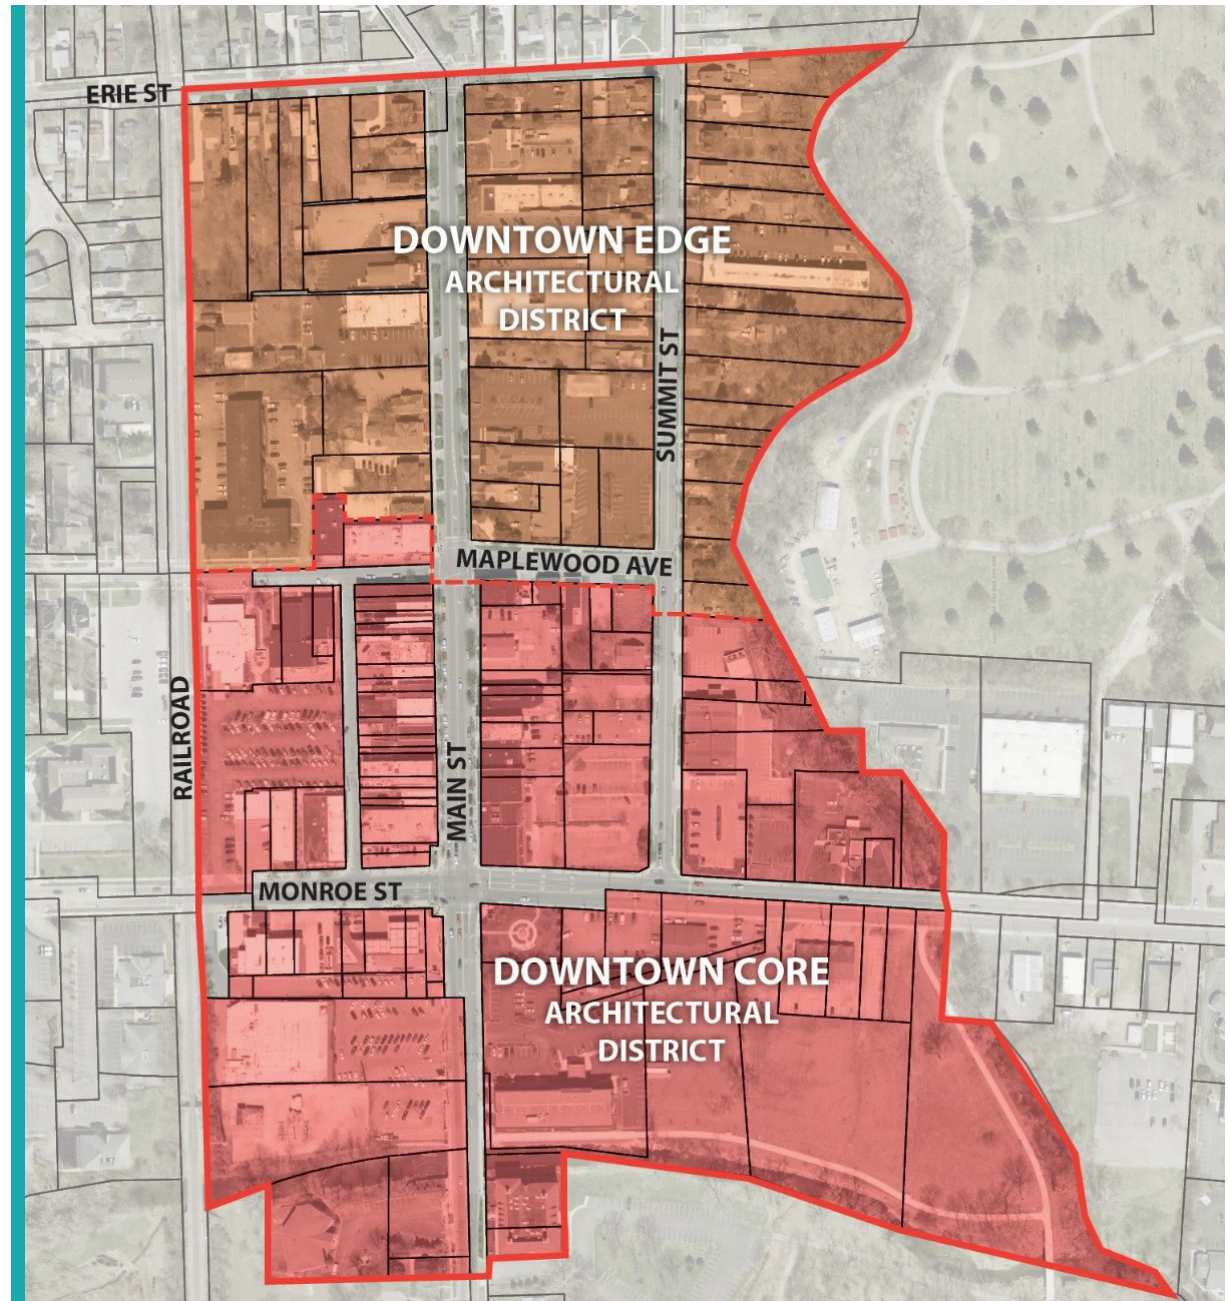 ERIE ST
DOWNTOWN EDGE
ARCHITECTURAL
DISTRICT
SUMMIT ST
MAPLEWOOD AVE
RAILROAD
MAIN ST
MONROE ST
DOWNTOWN CORE
ARCHITECTURAL
DISTRICT